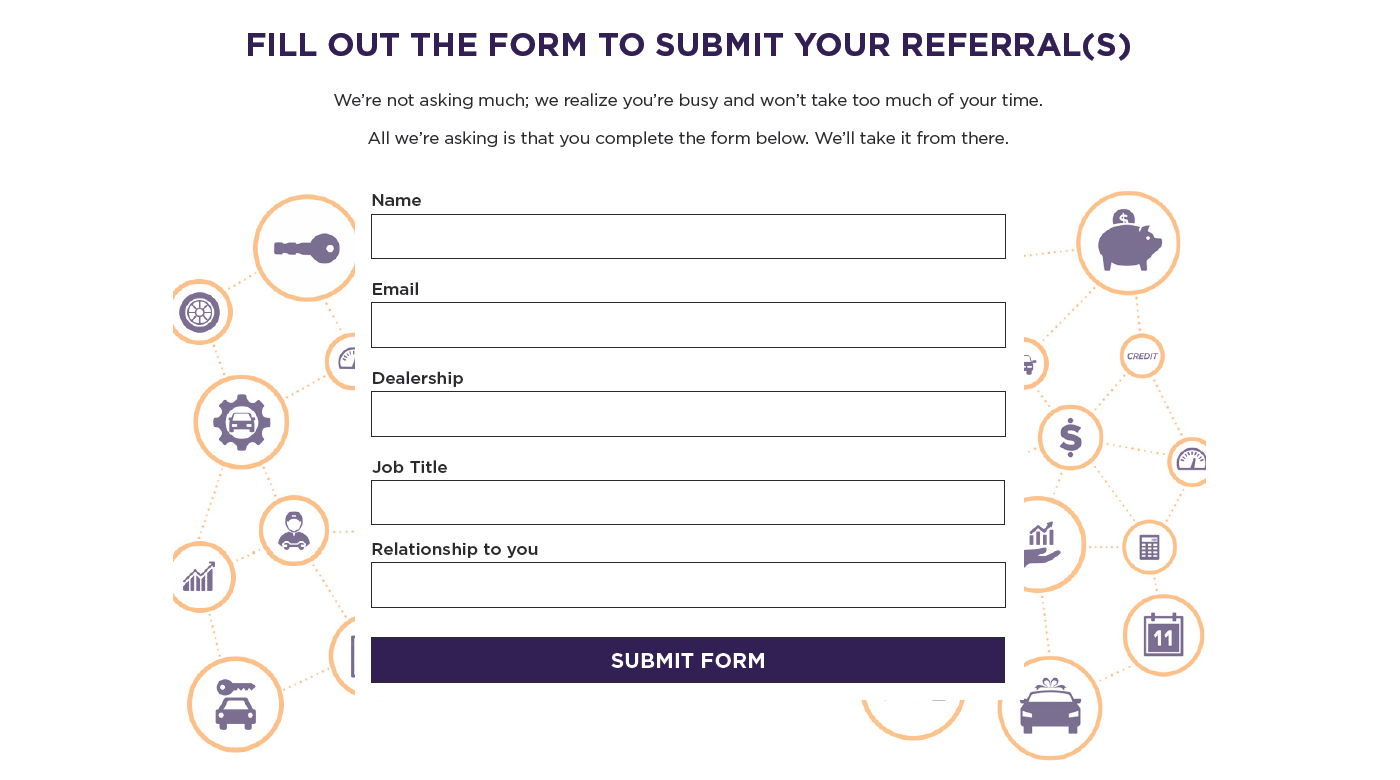 FILL OUT THE FORM TO SUBMIT YOUR REFERRAL(S)
We're not asking much; we realize you're busy and won't take too much of your time.
All we're asking is that you complete the form below. We'll take it from there.
Name
$
Email
CREDIT
Dealership
$
Job Title
Relationship to you
11
SUBMIT FORM